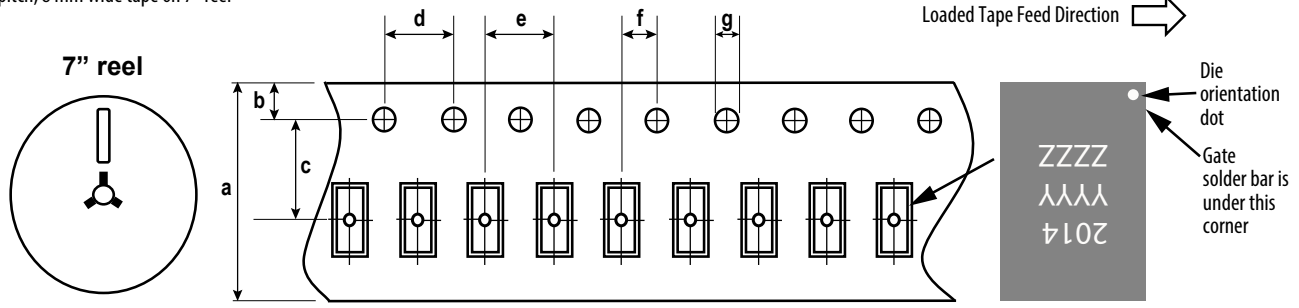 pitch, 8 mm wide tape on 7” reel
Loaded Tape Feed Direction
7” reel
a
b
c
d
e
f
g
Die
orientation
dot
Gate
solder bar is
under this
corner
2014
YYYY
ZZZZ